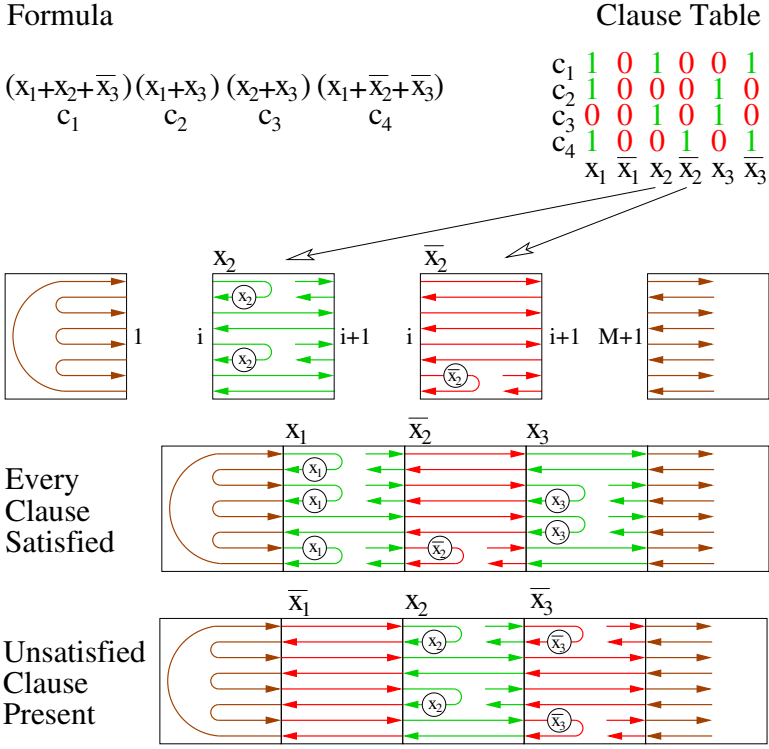 Formula
Clause Table
(x₁+x₂+x̅₃)(x₁+x₃)(x₂+x₃)(x₁+x̅₂+x̅₃)
c₁ c₂ c₃ c₄
c₁ 1 0 1 0 0 1
c₂ 1 0 0 0 1 0
c₃ 0 0 1 0 1 0
c₄ 1 0 0 1 0 1
x₁ x̅₁ x₂ x̅₂ x₃ x̅₃
x₂ x̅₂
x₂
1 i i+1 i i+1 M+1
x₂
x̅₂
x₁ x̅₂ x₃
Every
Clause
Satisfied
x₁
x₁ x₃
x₃
x₁ x̅₂
x̅₁ x₂ x̅₃
Unsatisfied
Clause
Present
x₂ x̅₃
x₂
x̅₃